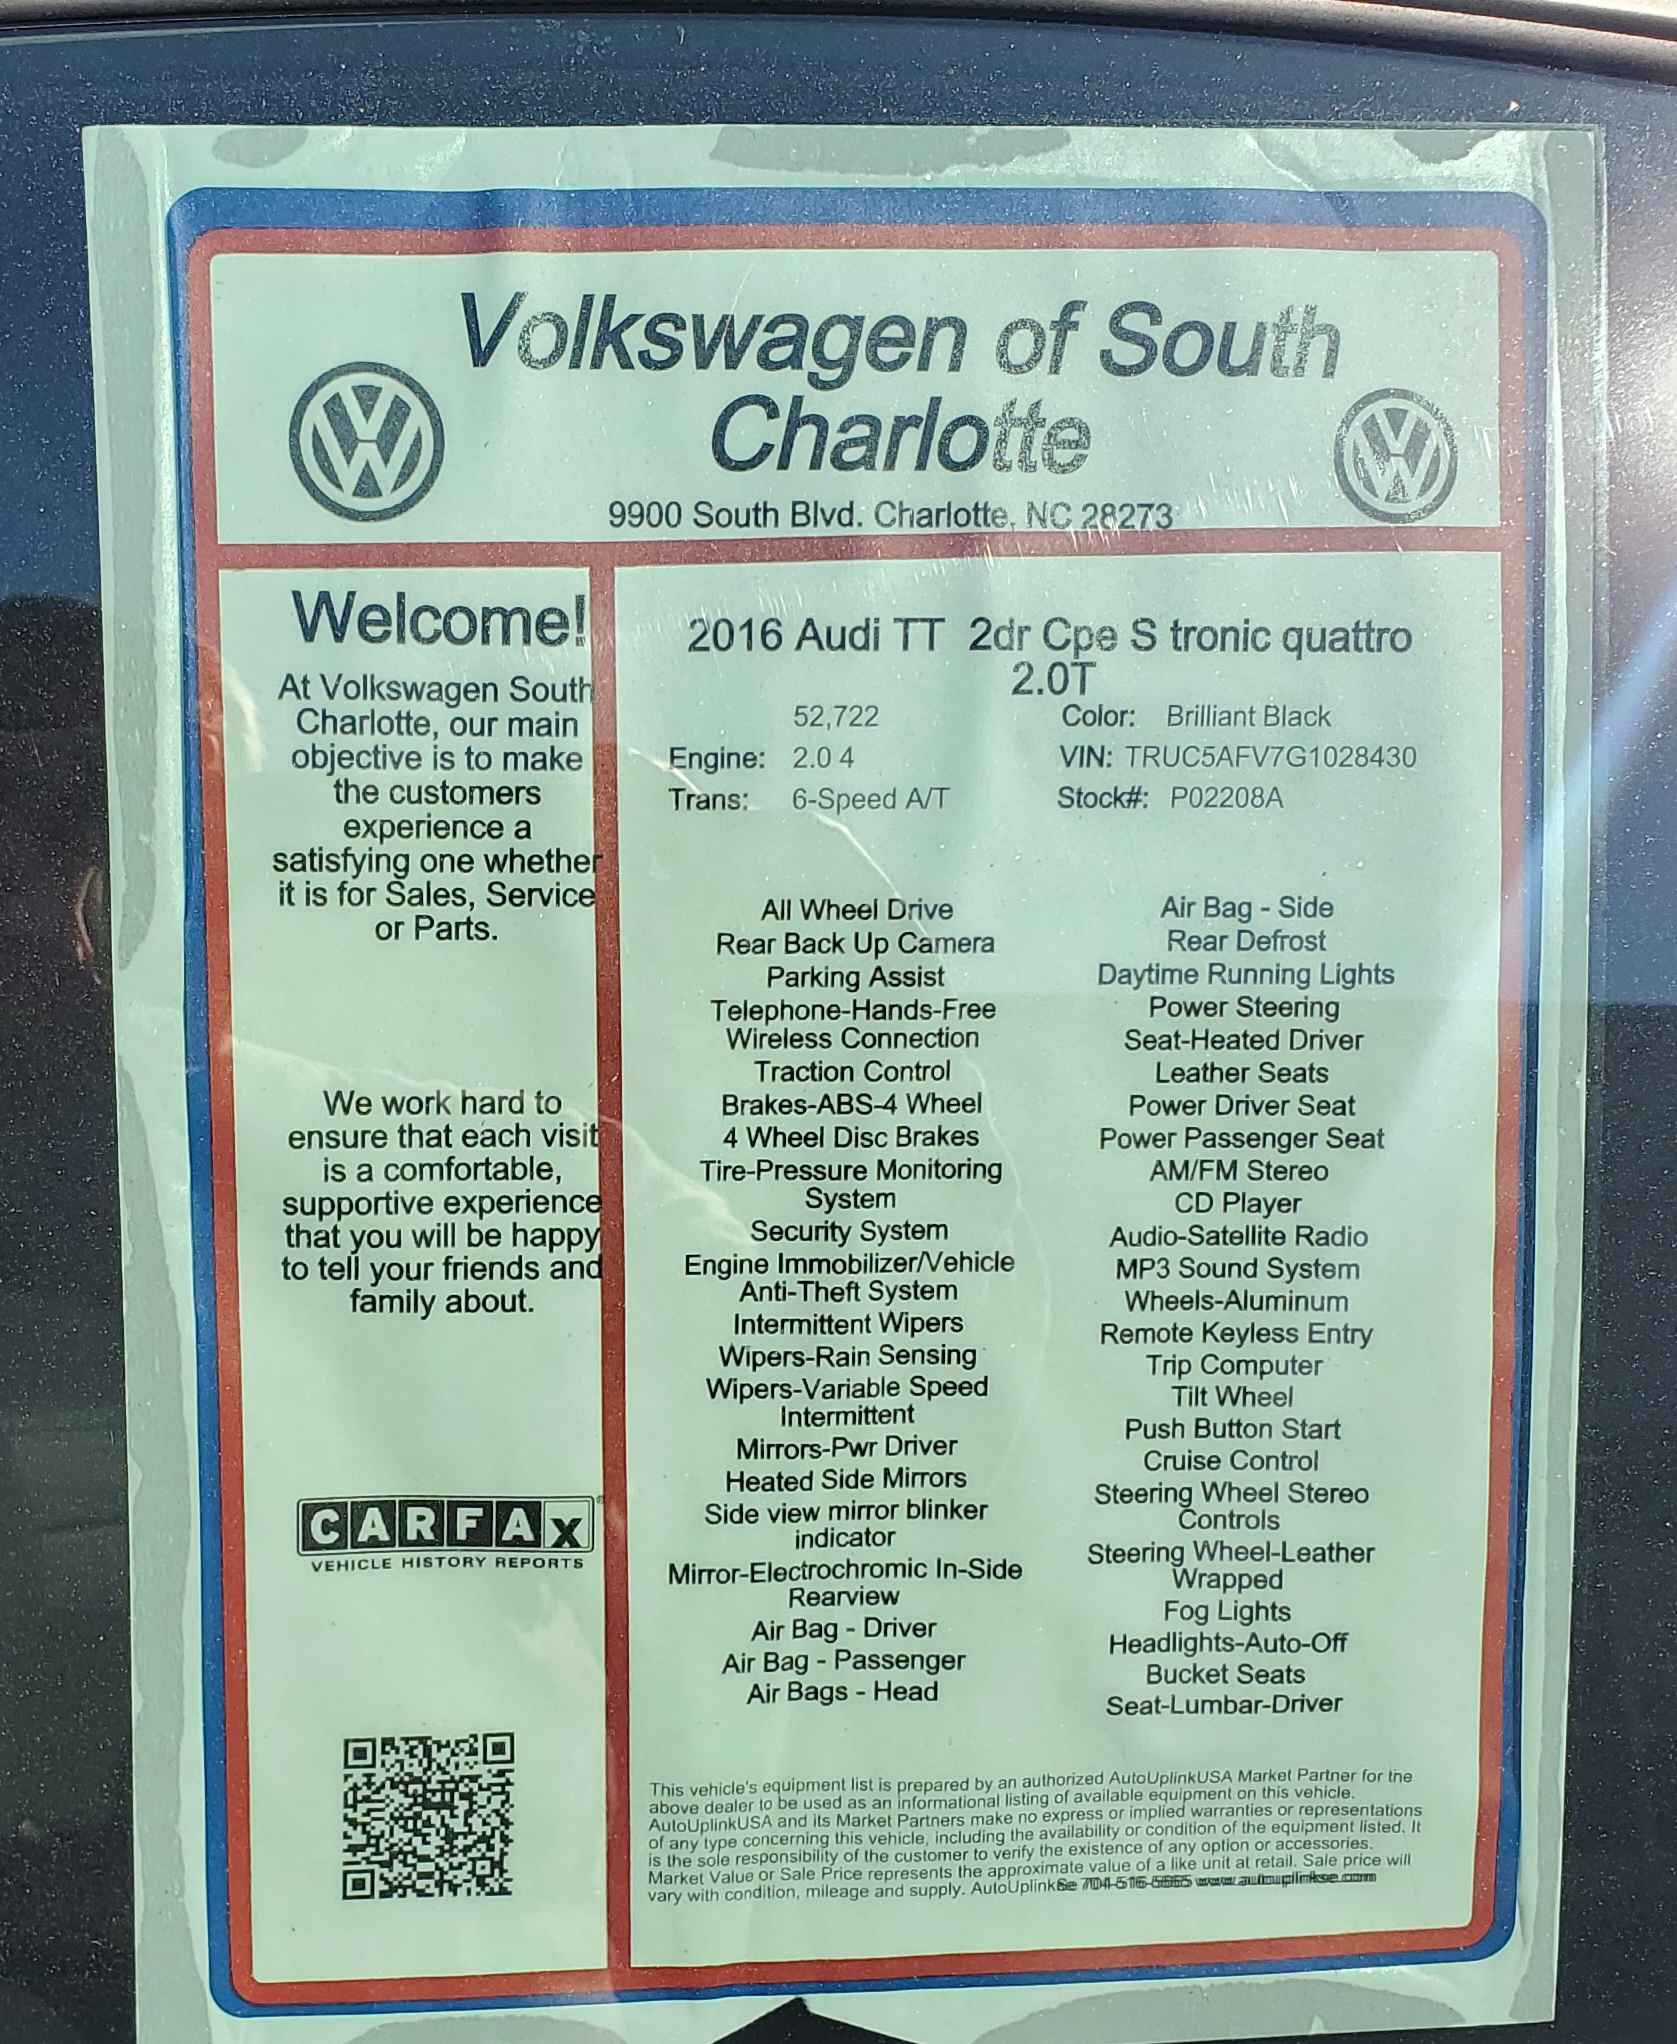 Volkswagen of South
Charlotte
9900 South Blvd. Charlotte, NC 28273
Welcome!
At Volkswagen South
Charlotte, our main
objective is to make
the customers
experience a
satisfying one whether
it is for Sales, Service
or Parts.
We work hard to
ensure that each visit
is a comfortable,
supportive experience
that you will be happy
to tell your friends and
family about.
CARFAX®
VEHICLE HISTORY REPORTS
2016 Audi TT 2dr Cpe S tronic quattro
2.0T
52,722
Engine: 2.0 4
Trans: 6-Speed A/T
Color: Brilliant Black
VIN: TRUC5AFV7G1028430
Stock#: P02208A
All Wheel Drive
Rear Back Up Camera
Parking Assist
Telephone-Hands-Free
Wireless Connection
Traction Control
Brakes-ABS-4 Wheel
4 Wheel Disc Brakes
Tire-Pressure Monitoring
System
Security System
Engine Immobilizer/Vehicle
Anti-Theft System
Intermittent Wipers
Wipers-Rain Sensing
Wipers-Variable Speed
Intermittent
Mirrors-Pwr Driver
Heated Side Mirrors
Side view mirror blinker
indicator
Mirror-Electrochromic In-Side
Rearview
Air Bag - Driver
Air Bag - Passenger
Air Bags - Head
Air Bag - Side
Rear Defrost
Daytime Running Lights
Power Steering
Seat-Heated Driver
Leather Seats
Power Driver Seat
Power Passenger Seat
AM/FM Stereo
CD Player
Audio-Satellite Radio
MP3 Sound System
Wheels-Aluminum
Remote Keyless Entry
Trip Computer
Tilt Wheel
Push Button Start
Cruise Control
Steering Wheel Stereo
Controls
Steering Wheel-Leather
Wrapped
Fog Lights
Headlights-Auto-Off
Bucket Seats
Seat-Lumbar-Driver
This vehicle's equipment list is prepared by an authorized AutoUplinkUSA Market Partner for the
above dealer to be used as an informational listing of available equipment on this vehicle.
AutoUplinkUSA and its Market Partners make no express or implied warranties or representations
of any type concerning this vehicle, including the availability or condition of the equipment listed. It
is the sole responsibility of the customer to verify the existence of any option or accessories.
Market Value or Sale Price represents the approximate value of a like unit at retail. Sale price will
vary with condition, mileage and supply. AutoUplinkSe www.autouplinkse.com